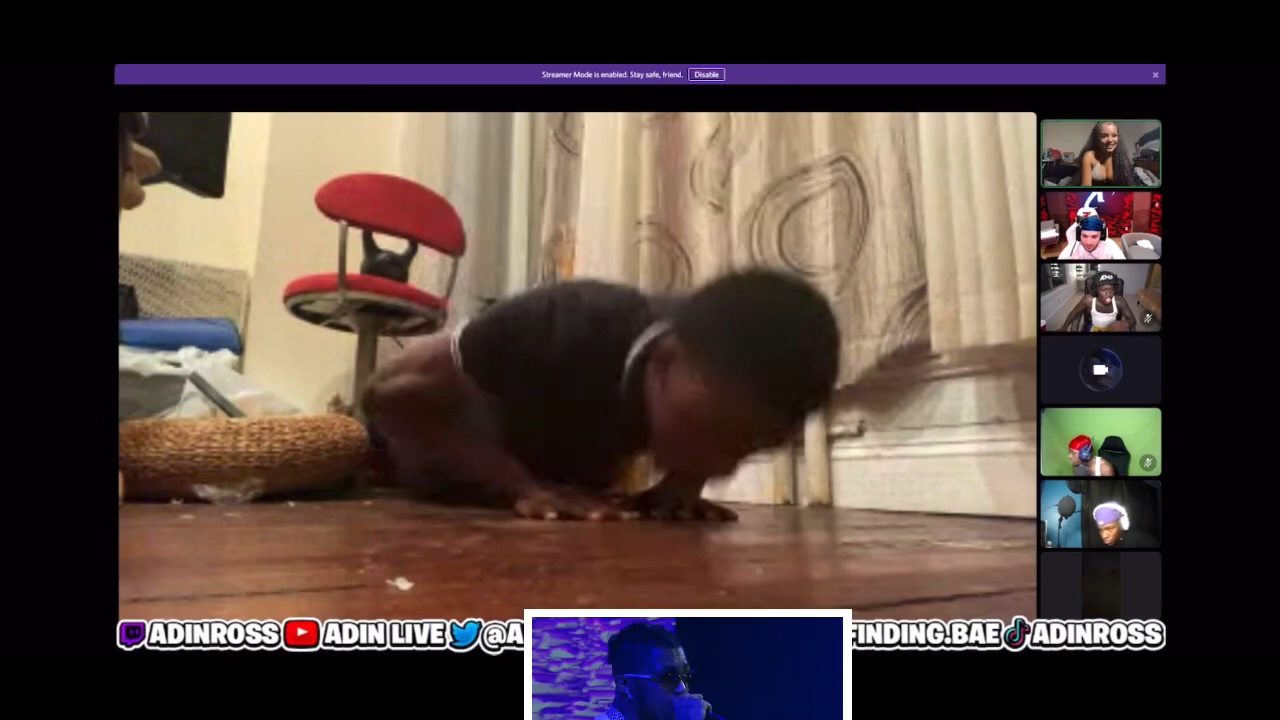 Streamer Mode is enabled. Stay safe, friend. Disable
ADINROSS ADIN LIVE @A FINDING.BAE ADINROSS